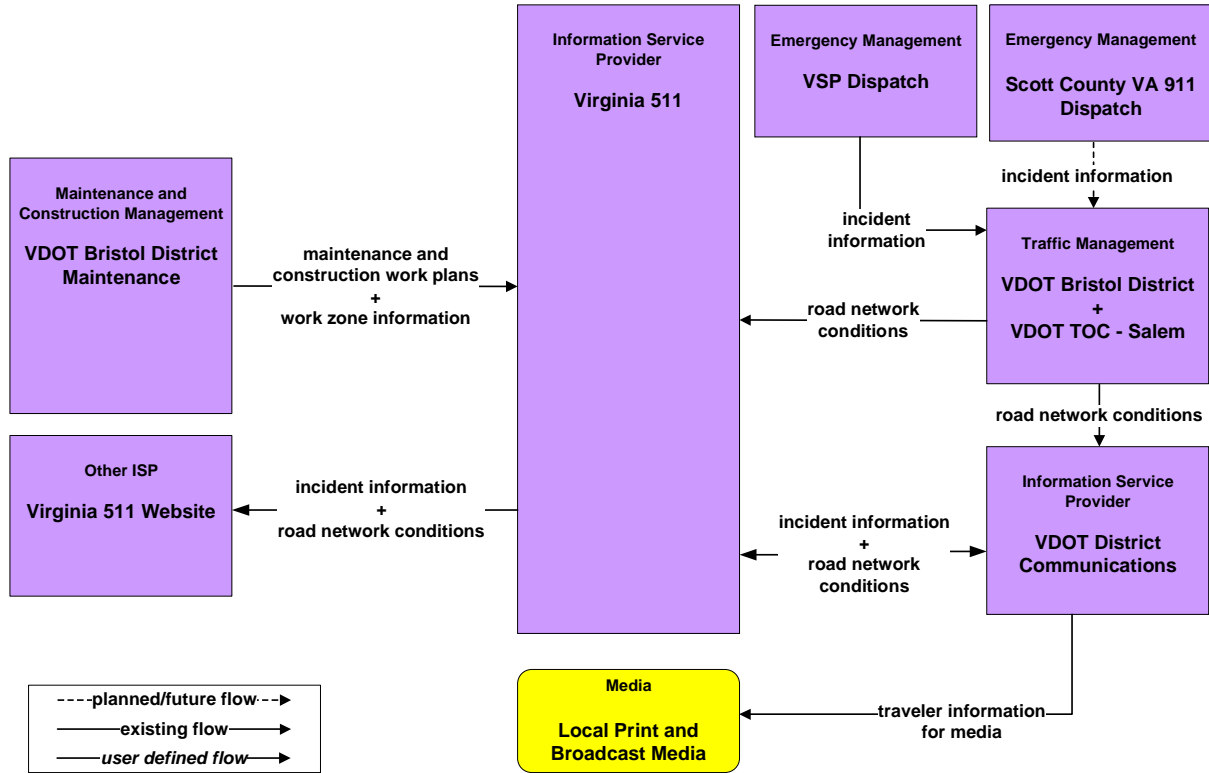 Information Service
Provider
Virginia 511
Emergency Management
VSP Dispatch
Emergency Management
Scott County VA 911
Dispatch
Maintenance and
Construction Management
VDOT Bristol District
Maintenance
maintenance and
construction work plans
+
work zone information
incident
information
incident information
Traffic Management
VDOT Bristol District
+
VDOT TOC - Salem
road network
conditions
road network conditions
Other ISP
Virginia 511 Website
incident information
+
road network conditions
incident information
+
road network
conditions
Information Service
Provider
VDOT District
Communications
planned/future flow
existing flow
user defined flow
Media
Local Print and
Broadcast Media
traveler information
for media